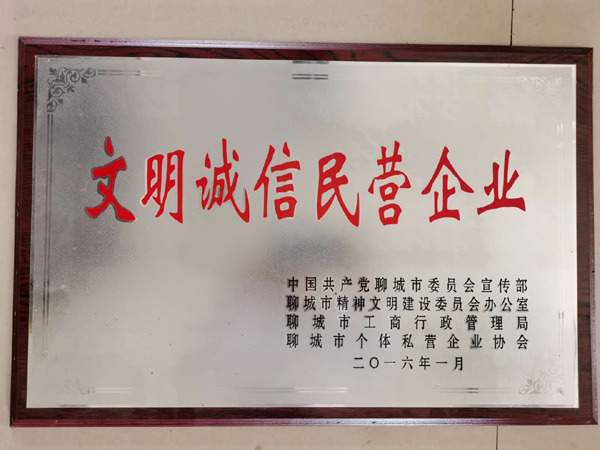 文明诚信民营企业
中国共产党聊城市委员会宣传部
聊城市精神文明建设委员会办公室
聊城市工商行政管理局
聊城市个体私营企业协会
二〇一六年一月